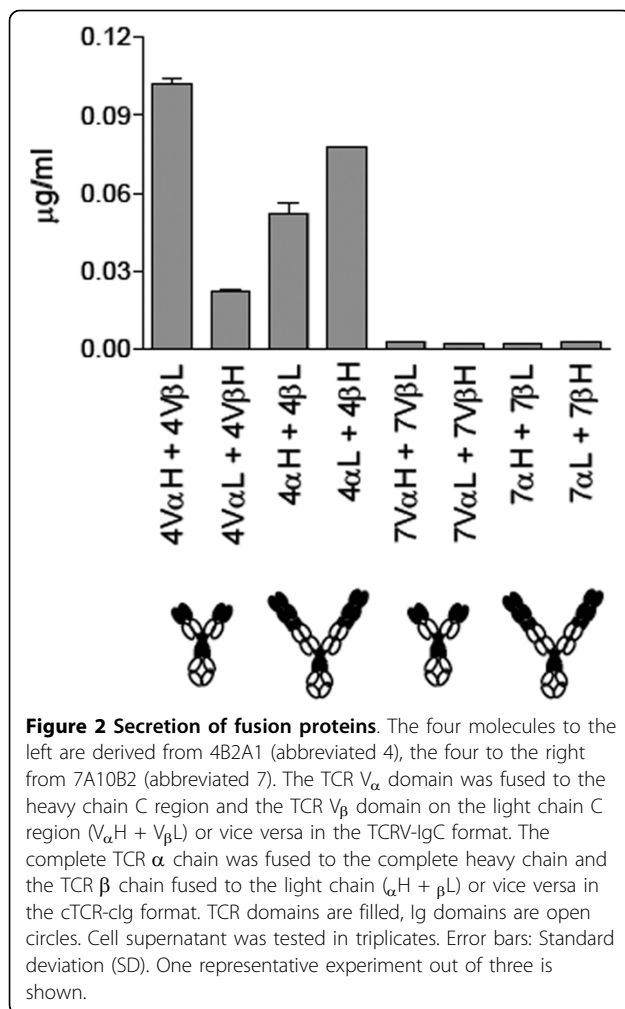 0.12
0.09
0.06
0.03
0.00
µg/ml
4VαH + 4VβL
4VαL + 4VβH
4αH + 4βL
4αL + 4βH
7VαH + 7VβL
7VαL + 7VβH
7αH + 7βL
7αL + 7βH
Figure 2 Secretion of fusion proteins. The four molecules to the
left are derived from 4B2A1 (abbreviated 4), the four to the right
from 7A10B2 (abbreviated 7). The TCR Vα domain was fused to the
heavy chain C region and the TCR Vβ domain on the light chain C
region (VαH + VβL) or vice versa in the TCRV-IgC format. The
complete TCR α chain was fused to the complete heavy chain and
the TCR β chain fused to the light chain (αH + βL) or vice versa in
the cTCR-cIg format. TCR domains are filled, Ig domains are open
circles. Cell supernatant was tested in triplicates. Error bars: Standard
deviation (SD). One representative experiment out of three is
shown.